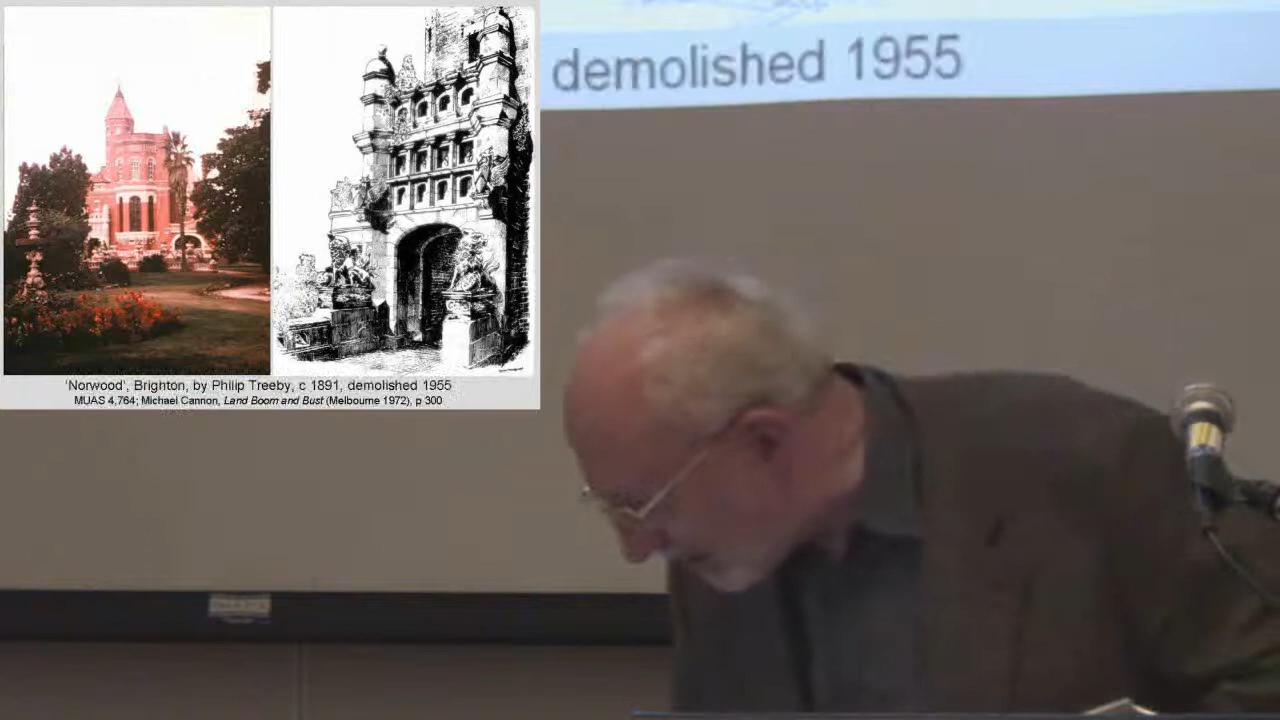 demolished 1955
'Norwood', Brighton, by Philip Treeby, c 1891, demolished 1955
MUAS 4,764; Michael Cannon, Land Boom and Bust (Melbourne 1972), p 300